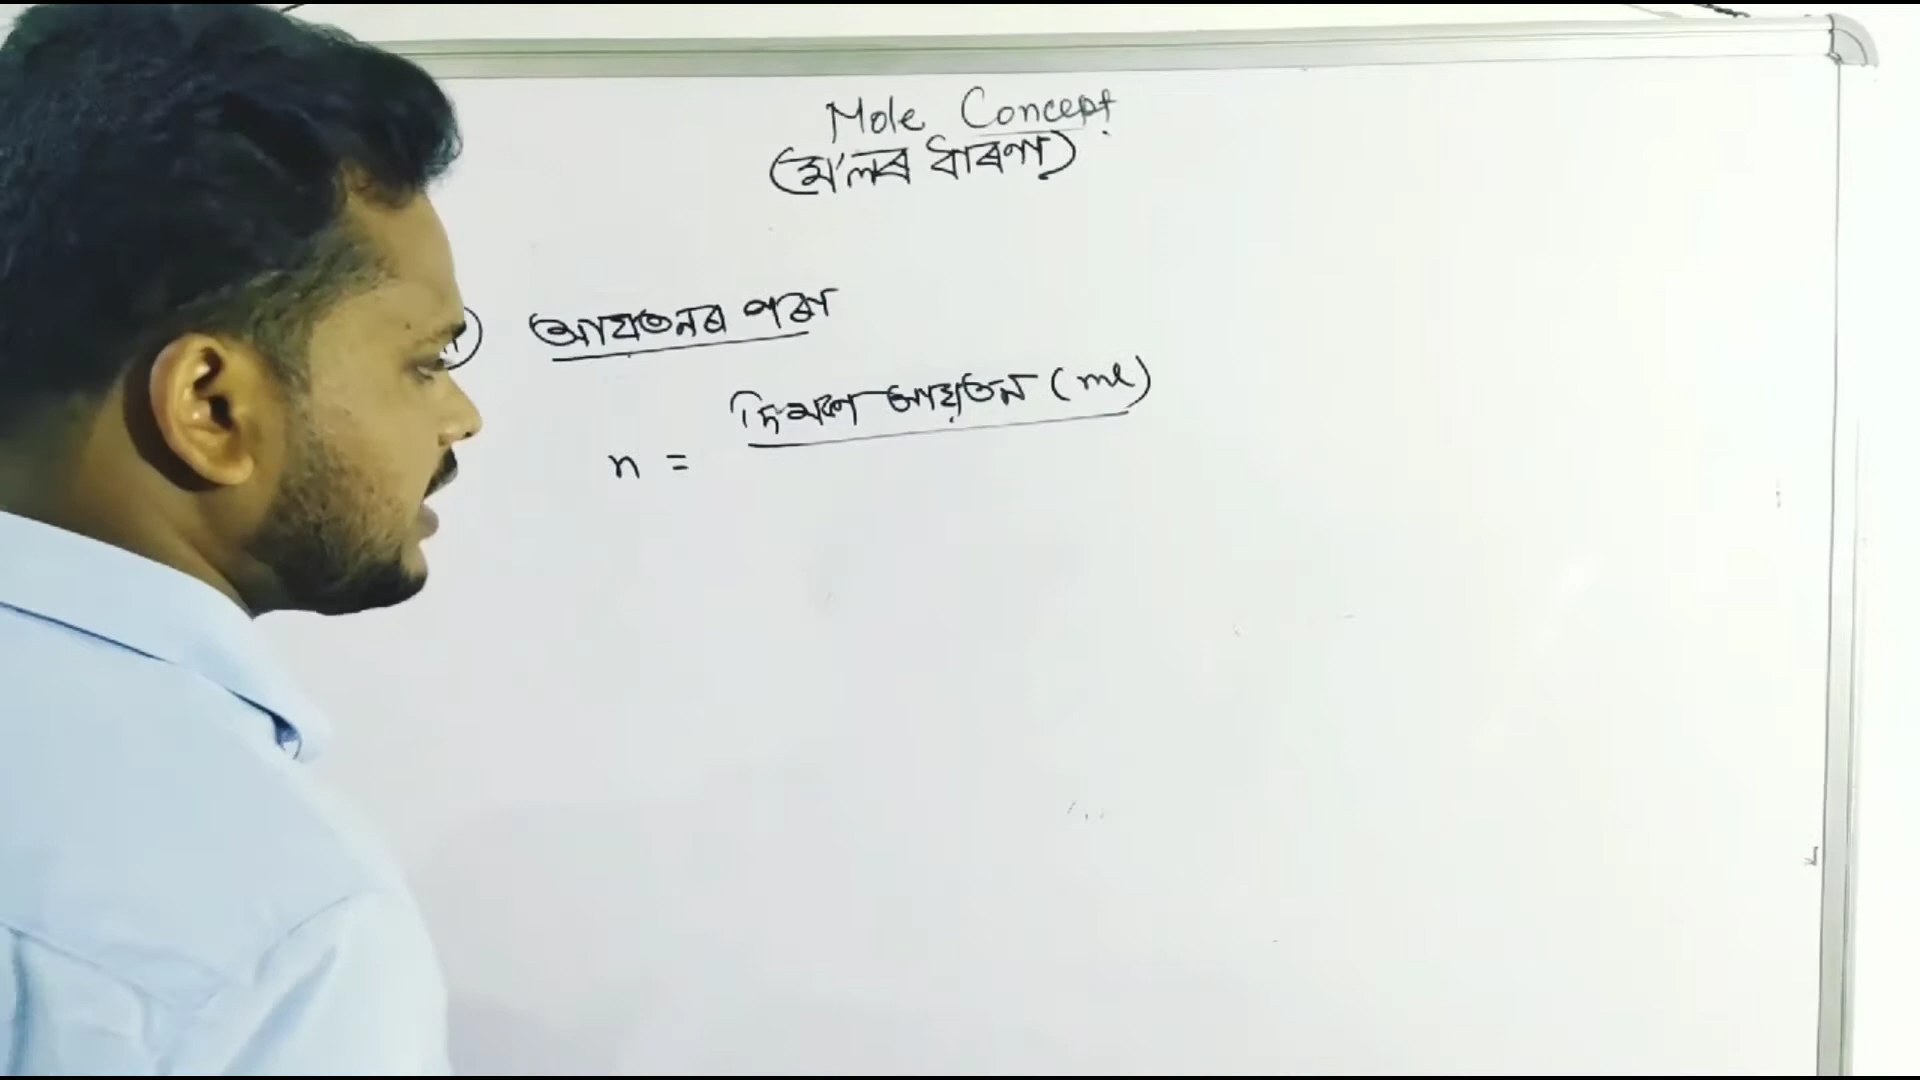 Mole Concept
(ম'লৰ ধাৰণা)
আয়তনৰ পৰা
n = দিয়া আয়তন (ml)